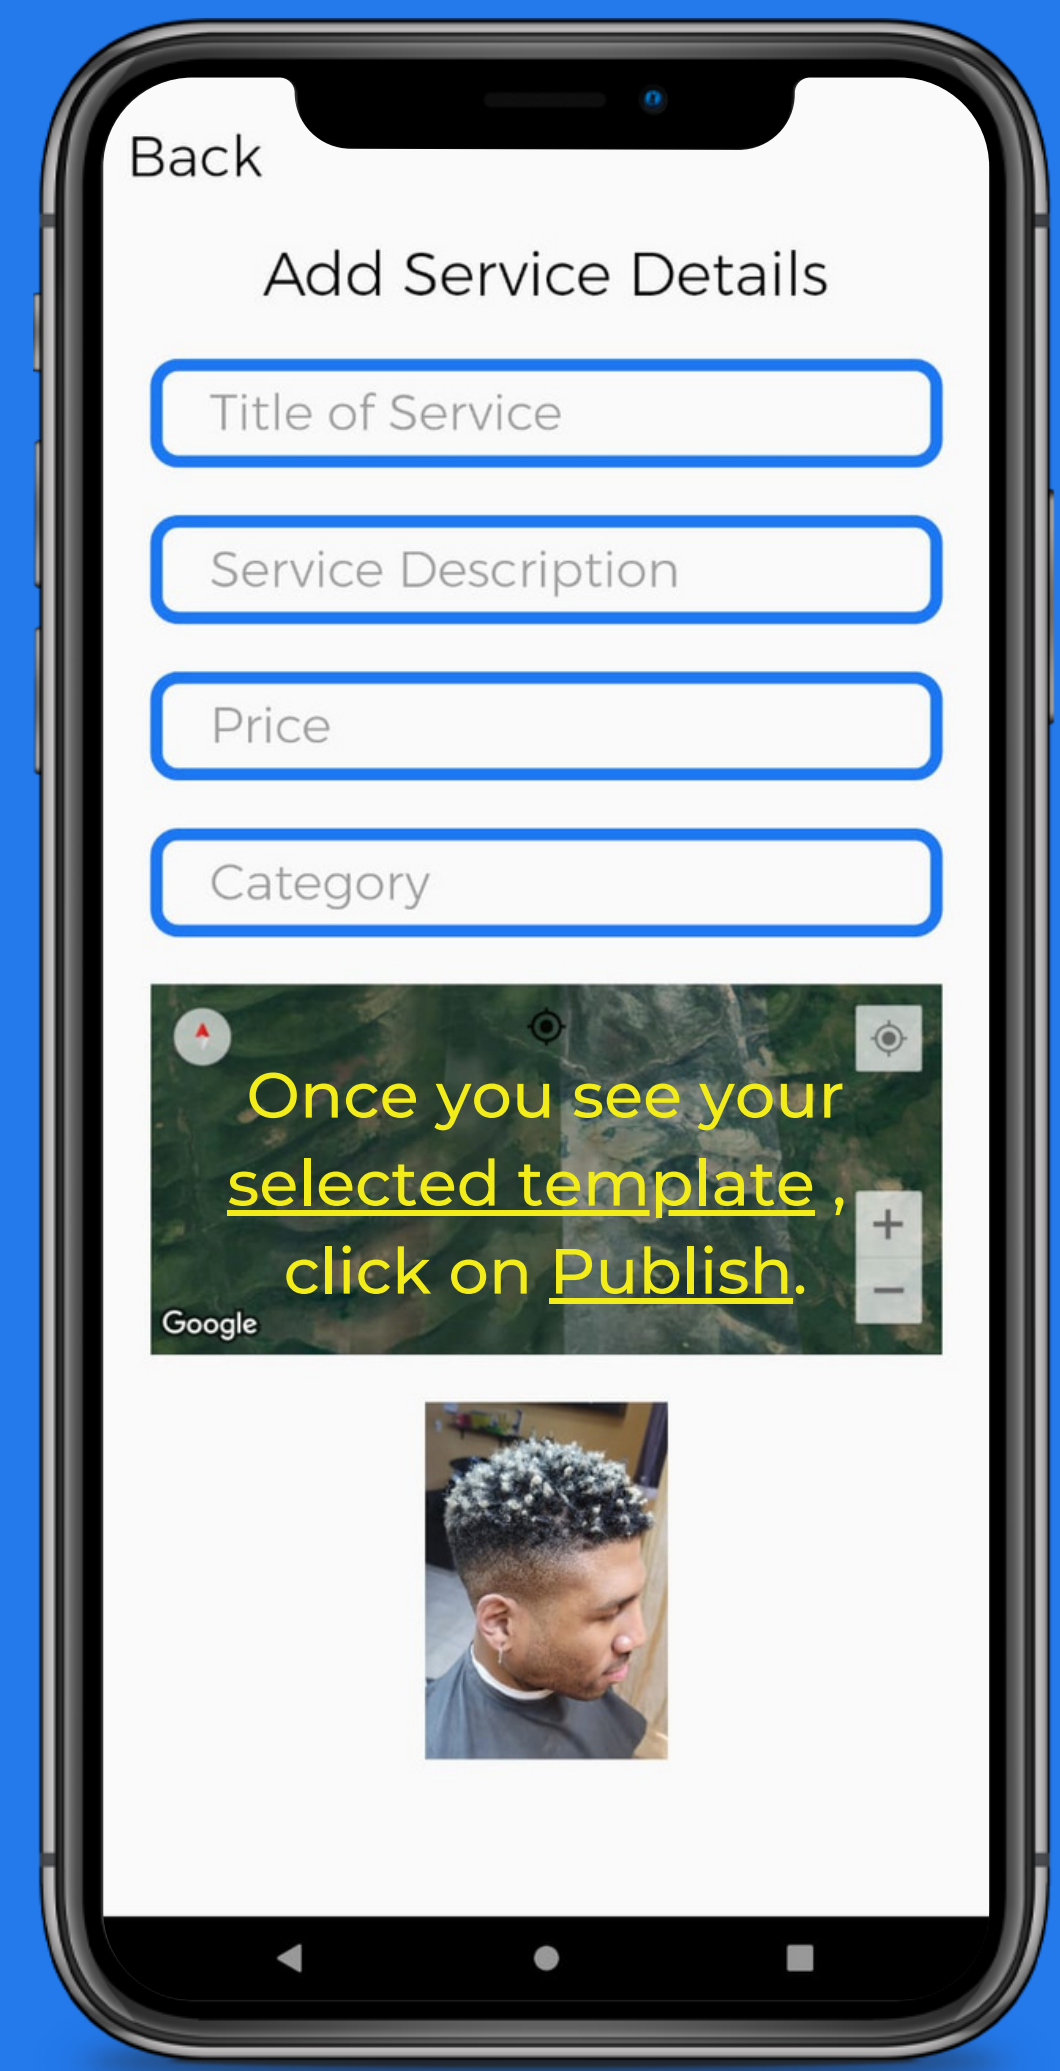 Back
Add Service Details
Title of Service
Service Description
Price
Category
Once you see your
selected template ,
click on Publish.
Google